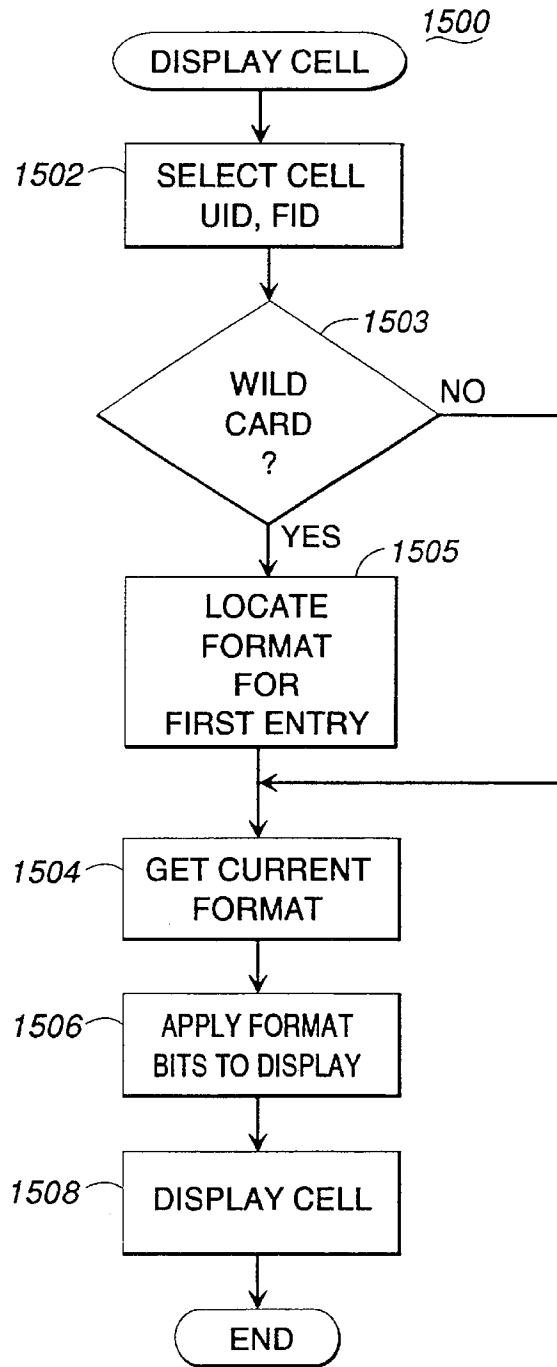 1500
DISPLAY CELL
1502
SELECT CELL
UID, FID
1503
WILD
CARD
?
NO
YES
1505
LOCATE
FORMAT
FOR
FIRST ENTRY
1504
GET CURRENT
FORMAT
1506
APPLY FORMAT
BITS TO DISPLAY
1508
DISPLAY CELL
END